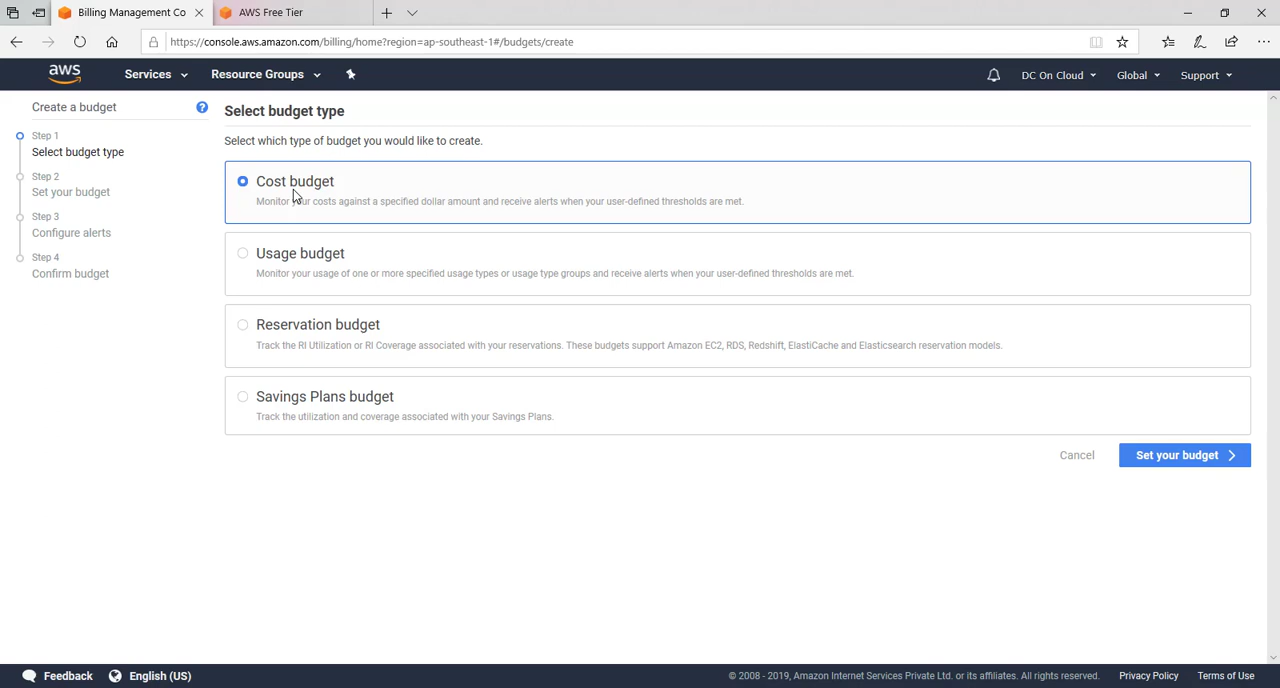 Billing Management Co
AWS Free Tier
https://console.aws.amazon.com/billing/home?region=ap-southeast-1#/budgets/create
aws
Services
Resource Groups
DC On Cloud
Global
Support
Create a budget
?
Step 1
Select budget type
Step 2
Set your budget
Step 3
Configure alerts
Step 4
Confirm budget
Select budget type
Select which type of budget you would like to create.
Cost budget
Monitor your costs against a specified dollar amount and receive alerts when your user-defined thresholds are met.
Usage budget
Monitor your usage of one or more specified usage types or usage type groups and receive alerts when your user-defined thresholds are met.
Reservation budget
Track the RI Utilization or RI Coverage associated with your reservations. These budgets support Amazon EC2, RDS, Redshift, ElastiCache and Elasticsearch reservation models.
Savings Plans budget
Track the utilization and coverage associated with your Savings Plans.
Cancel
Set your budget
Feedback
English (US)
© 2008 - 2019, Amazon Internet Services Private Ltd. or its affiliates. All rights reserved.
Privacy Policy
Terms of Use